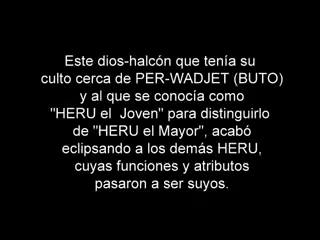 Este dios-halcón que tenía su
culto cerca de PER-WADJET (BUTO)
y al que se conocía como
"HERU el  Joven" para distinguirlo
de "HERU el Mayor", acabó
eclipsando a los demás HERU,
cuyas funciones y atributos
pasaron a ser suyos.